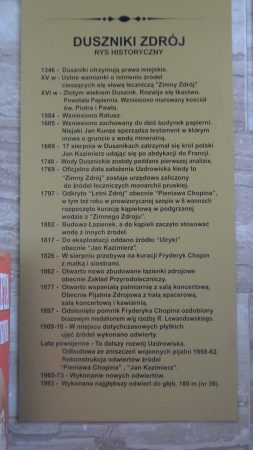 DUSZNIKI ZDRÓJ
RYS HISTORYCZNY
1346 - Duszniki otrzymują prawa miejskie.
XV w - Ustne wzmianki o istnieniu źródeł
cieszących się sławą leczniczą "Zimny Zdrój"
XVI w - Złotym wiekiem Dusznik. Rozwija się tkactwo.
Powstała Papiernia. Wzniesiono murowany kościół
św. Piotra i Pawła.
1584 - Wzniesiono Ratusz.
1605 - Wzniesiono zachowany do dziś budynek papierni.
Niejaki Jan Kunze sporządza testament w którym
mowa o gruncie z wodą mineralną.
1669 - 17 sierpnia w Dusznikach zatrzymał się król polski
Jan Kazimierz udając się po abdykacji do Francji.
1748 - Wody Dusznickie zostały poddane pierwszej analizie.
1769 - Oficjalna data założenia Uzdrowiska kiedy to
"Zimny Zdrój" zostaje urzędowo zaliczony
do źródeł leczniczych monarchii pruskiej.
1797 - Odkryto "Letni Zdrój" obecnie "Pieniawa Chopina",
w tym też roku w prowizorycznej szopie w 6 wannach
rozpoczęto kurację kąpielową w podgrzanej
wodzie z "Zimnego Zdroju".
1802 - Budowa Łazienek, a do kąpieli zaczęto stosować
wodę z innych źródeł.
1817 - Do eksploatacji oddano źródło "Ulryki"
obecnie "Jan Kazimierz".
1826 - W sierpniu przebywa na kuracji Fryderyk Chopin
z matką i siostrami.
1862 - Otwarto nowo zbudowane łazienki zdrojowe
obecnie Zakład Przyrodoleczniczy.
1877 - Otwarto wspaniałą palmiarnię z salą koncertową,
Obecnie Pijalnia Zdrojowa z halą spacerową,
salą koncertową i kawiarnią.
1897 - Odsłonięto pomnik Fryderyka Chopina ozdobiony
brązowym medalionem w/g rzeźby R. Lewandowskiego.
1909-10 - W miejscu dotychczasowych płytkich
ujęć źródeł wykonano odwierty.
Lata powojenne - To dalszy rozwój Uzdrowiska.
Odbudowa ze zniszczeń wojennych pijalni 1956-62.
Rekonstrukcja odwiertów źródeł
"Pieniawa Chopina" , "Jan Kazimierz".
1965-73 - Wykonanie nowych odwiertów.
1993 - Wykonano najgłębszy odwiert do głęb. 180 m (nr 39).